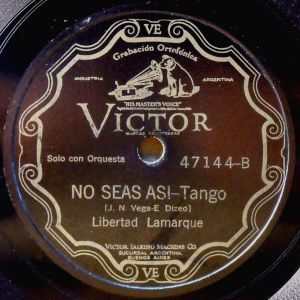 VE
Grabación Ortofónica
INDUSTRIA ARGENTINA
"HIS MASTER'S VOICE"
VICTOR
MARCAS REGISTRADAS
Solo con Orquesta 47144-B
NO SEAS ASI-Tango
[J. N. Vega-E Dizeo]
Libertad Lamarque
VICTOR TALKING MACHINE CO.
SUCURSAL ARGENTINA
BUENOS AIRES
VE